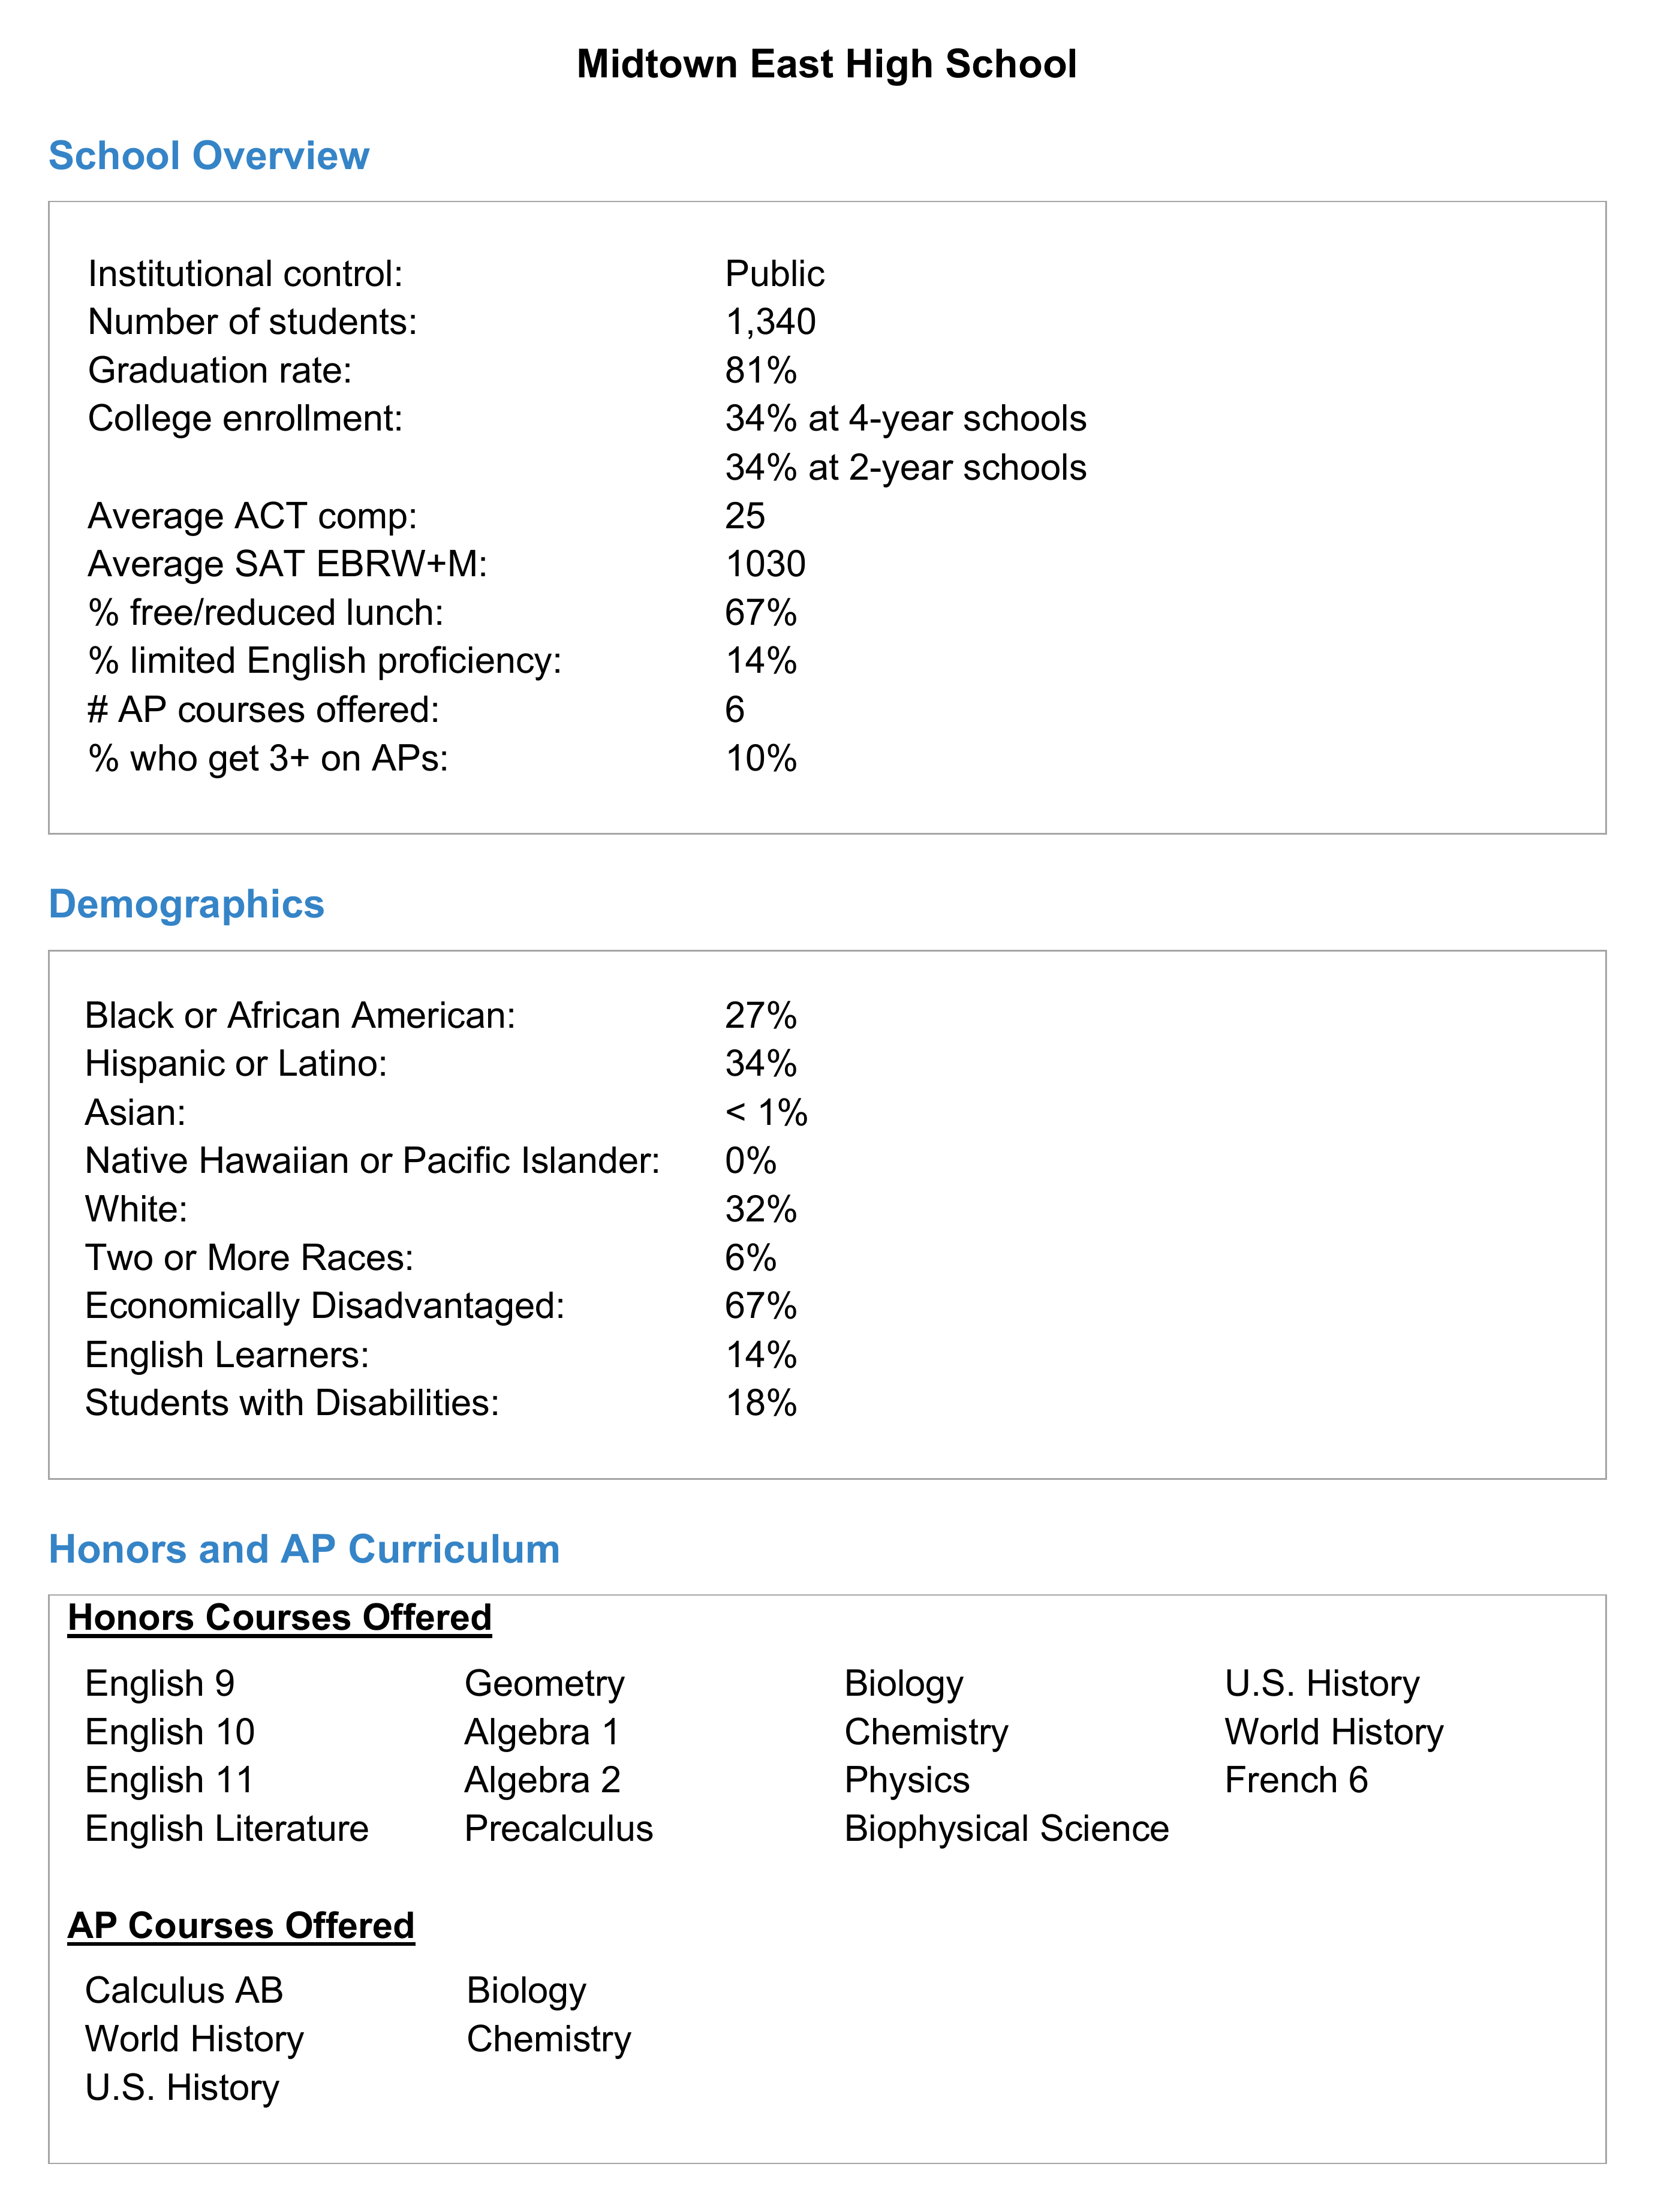 Midtown East High School
School Overview
Institutional control: Public
Number of students: 1,340
Graduation rate: 81%
College enrollment: 34% at 4-year schools
34% at 2-year schools
Average ACT comp: 25
Average SAT EBRW+M: 1030
% free/reduced lunch: 67%
% limited English proficiency: 14%
# AP courses offered: 6
% who get 3+ on APs: 10%
Demographics
Black or African American: 27%
Hispanic or Latino: 34%
Asian: < 1%
Native Hawaiian or Pacific Islander: 0%
White: 32%
Two or More Races: 6%
Economically Disadvantaged: 67%
English Learners: 14%
Students with Disabilities: 18%
Honors and AP Curriculum
Honors Courses Offered
English 9 Geometry Biology U.S. History
English 10 Algebra 1 Chemistry World History
English 11 Algebra 2 Physics French 6
English Literature Precalculus Biophysical Science
AP Courses Offered
Calculus AB Biology
World History Chemistry
U.S. History